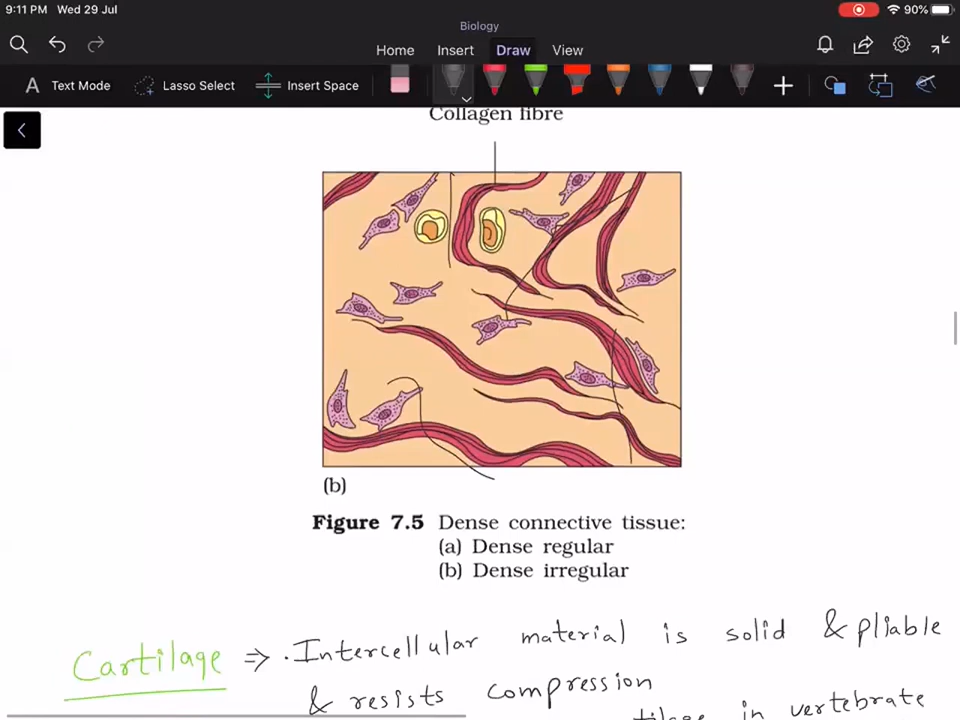 9:11 PM Wed 29 Jul 90%
Biology
Home Insert Draw View
Text Mode Lasso Select Insert Space
Collagen fibre
(b)
Figure 7.5 Dense connective tissue:
(a) Dense regular
(b) Dense irregular
Cartilage ⇒ · Intercellular material is solid & pliable
& resists compression
in vertebrate